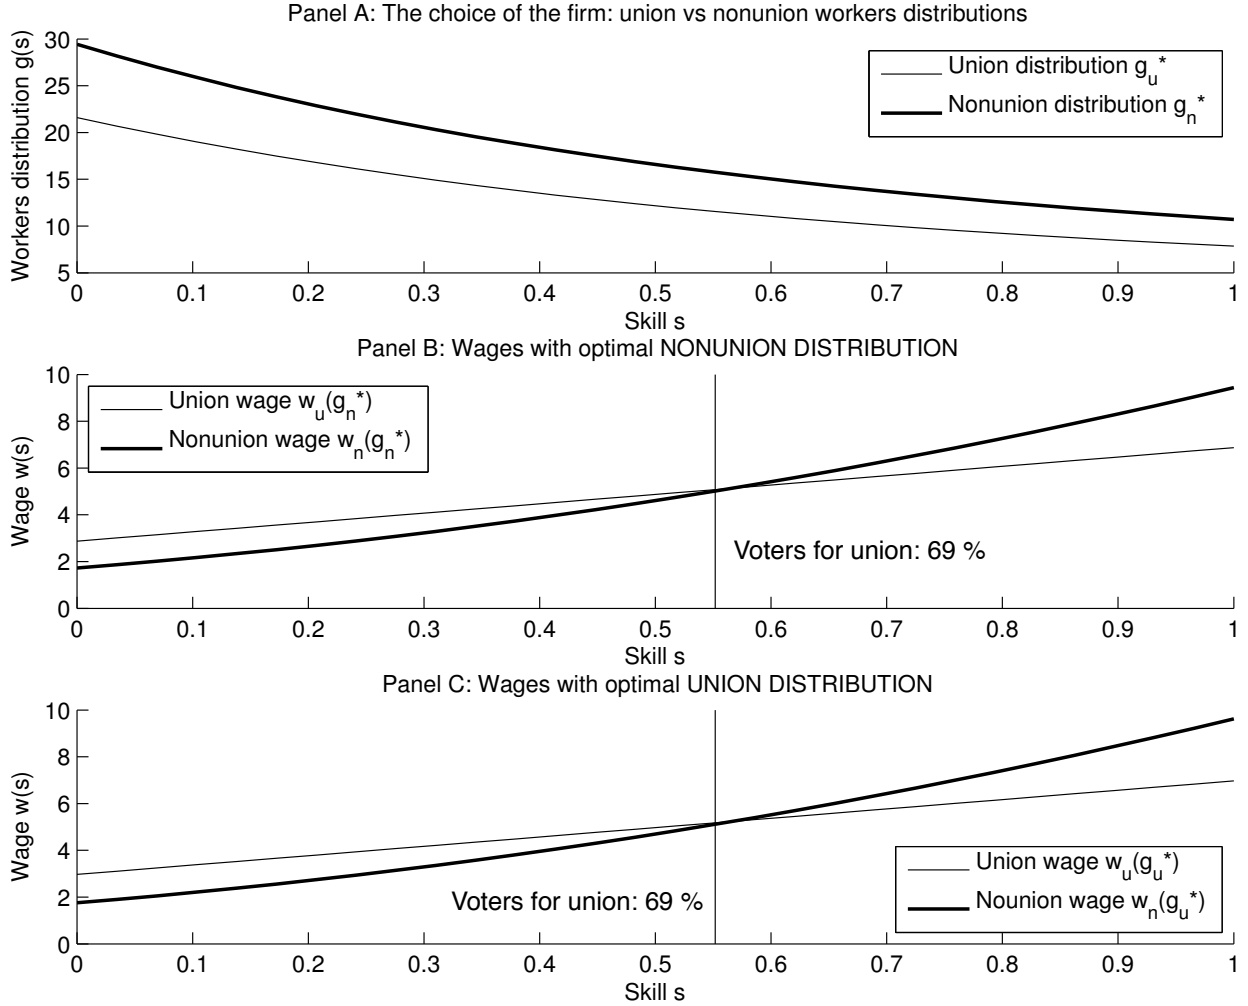 Panel A: The choice of the firm: union vs nonunion workers distributions
Workers distribution g(s)
30
25
20
15
10
5
Union distribution g_u*
Nonunion distribution g_n*
0 0.1 0.2 0.3 0.4 0.5 0.6 0.7 0.8 0.9 1
Skill s
Panel B: Wages with optimal NONUNION DISTRIBUTION
Wage w(s)
10
8
6
4
2
0
Union wage w_u(g_n*)
Nonunion wage w_n(g_n*)
Voters for union: 69 %
0 0.1 0.2 0.3 0.4 0.5 0.6 0.7 0.8 0.9 1
Skill s
Panel C: Wages with optimal UNION DISTRIBUTION
Wage w(s)
10
8
6
4
2
0
Voters for union: 69 %
Union wage w_u(g_u*)
Nounion wage w_n(g_u*)
0 0.1 0.2 0.3 0.4 0.5 0.6 0.7 0.8 0.9 1
Skill s